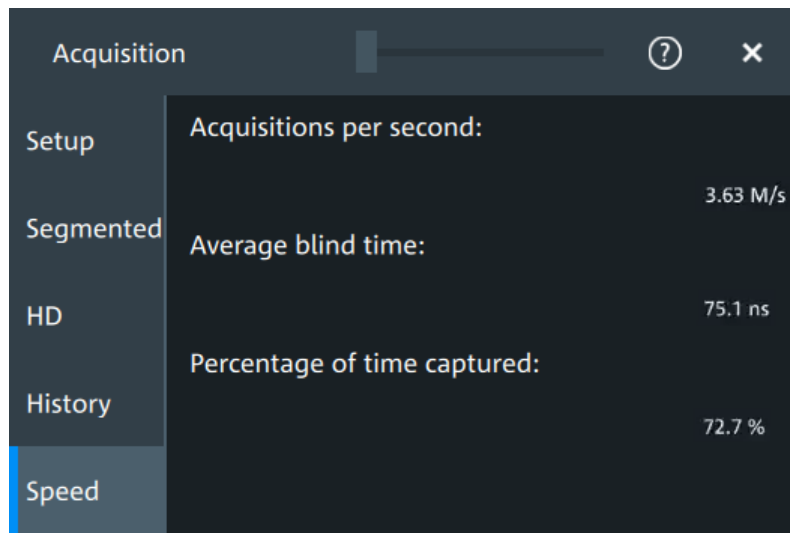 Acquisition
?
Setup
Segmented
HD
History
Speed
Acquisitions per second:
3.63 M/s
Average blind time:
75.1 ns
Percentage of time captured:
72.7 %